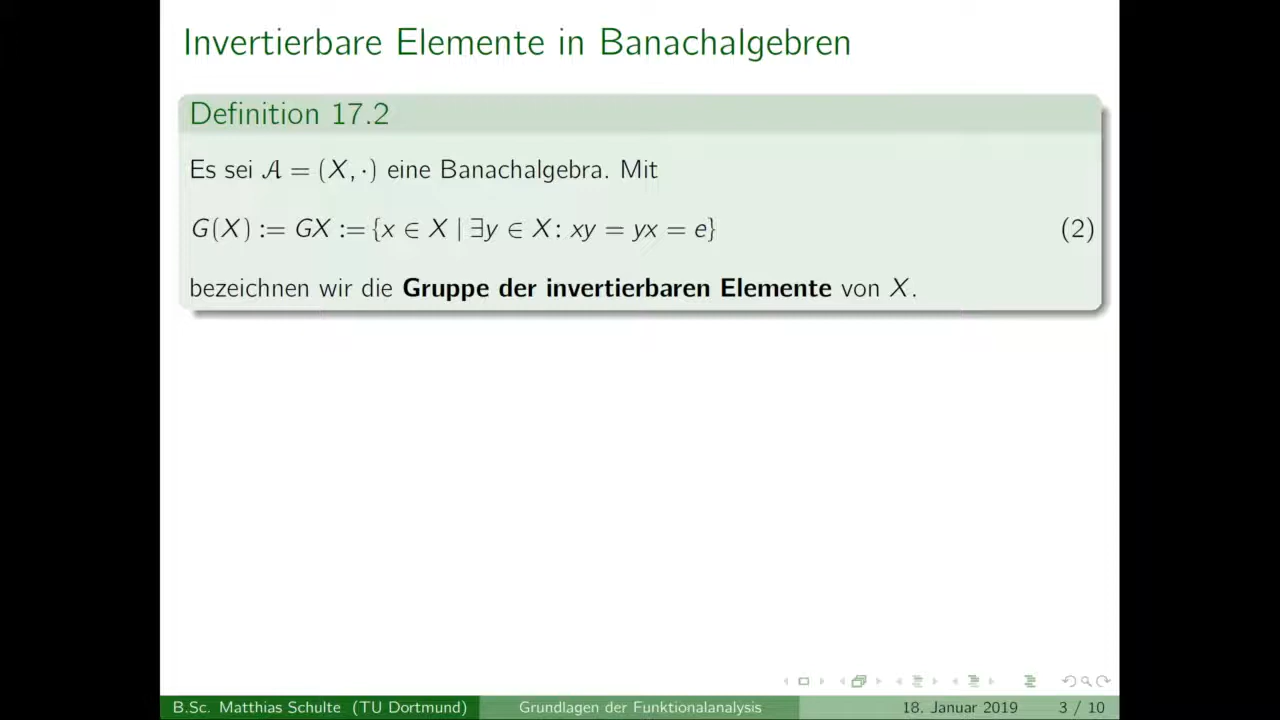 Invertierbare Elemente in Banachalgebren
Definition 17.2
Es sei 𝒜 = (X, ·) eine Banachalgebra. Mit
G(X) := GX := {x ∈ X | ∃y ∈ X: xy = yx = e} (2)
bezeichnen wir die Gruppe der invertierbaren Elemente von X.
B.Sc. Matthias Schulte (TU Dortmund) Grundlagen der Funktionalanalysis 18. Januar 2019 3 / 10